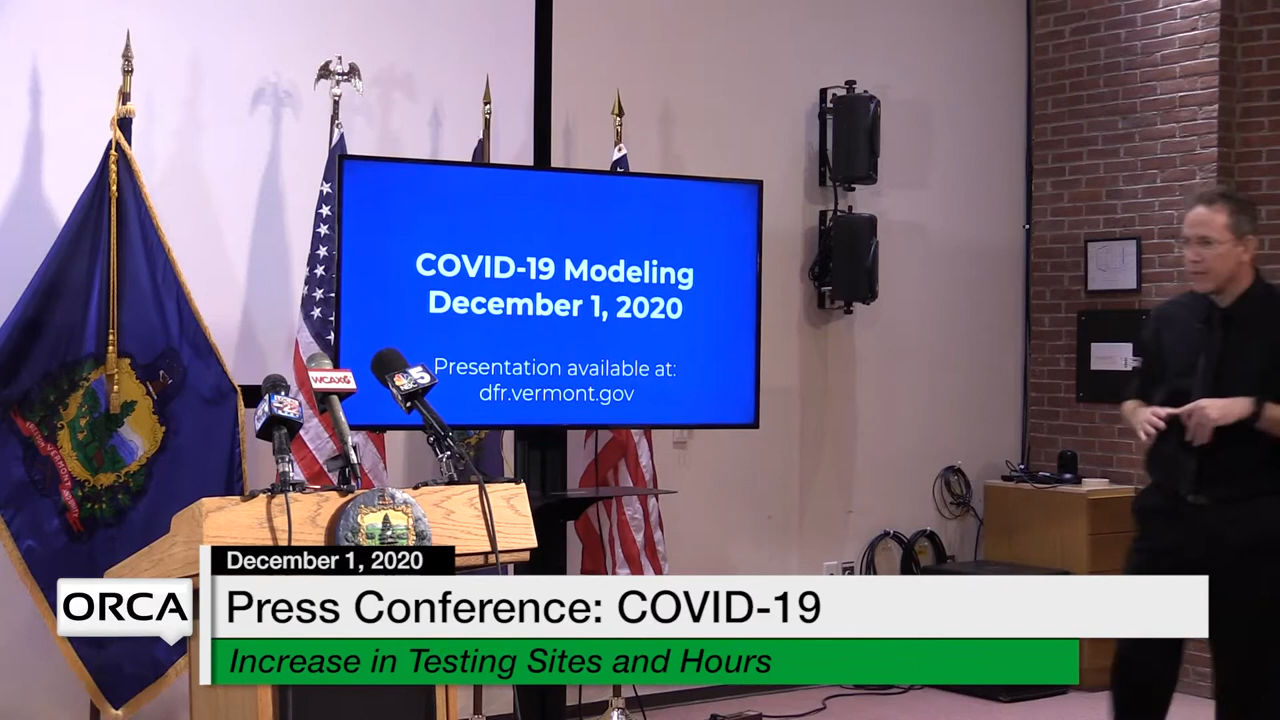 COVID-19 Modeling
December 1, 2020
Presentation available at:
dfr.vermont.gov
WCAX
5
NBC
December 1, 2020
ORCA
Press Conference: COVID-19
Increase in Testing Sites and Hours